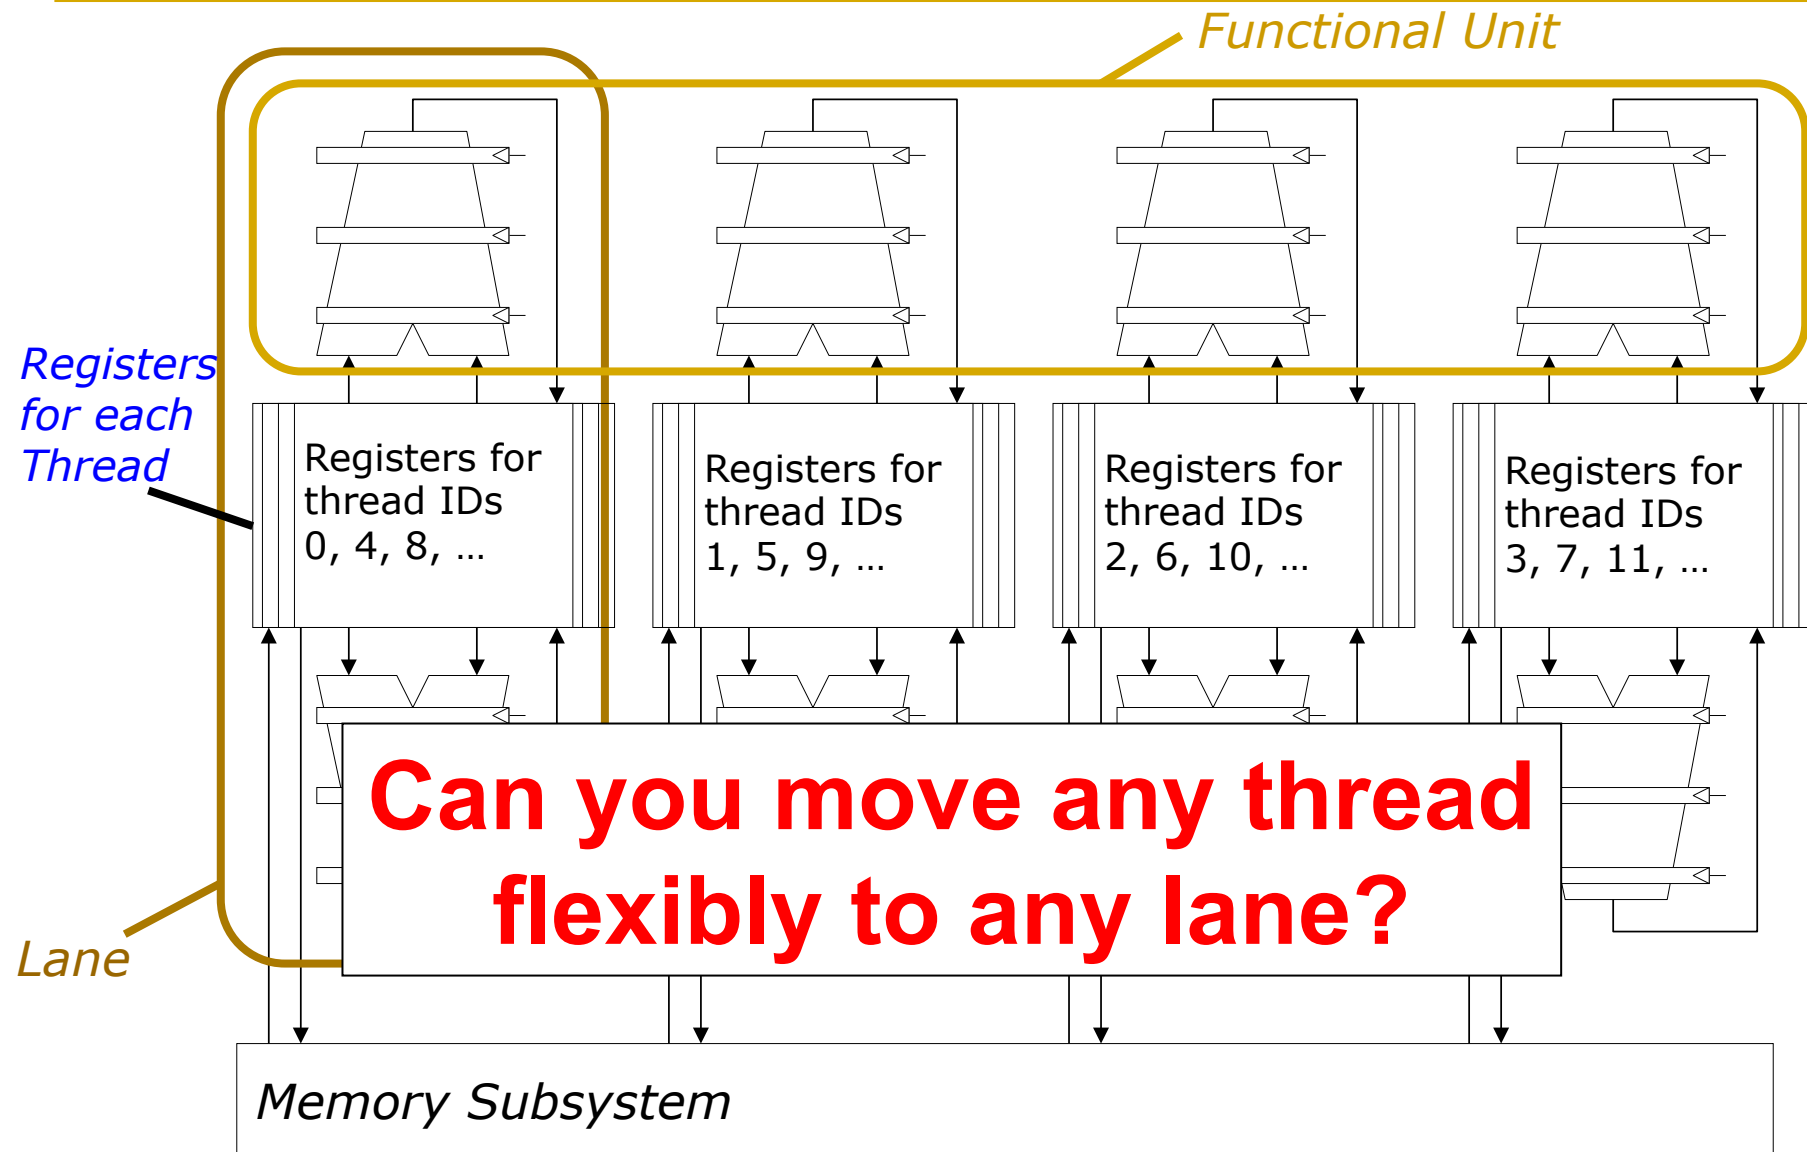 Functional Unit
Registers
for each
Thread
Registers for
thread IDs
0, 4, 8, …
Registers for
thread IDs
1, 5, 9, …
Registers for
thread IDs
2, 6, 10, …
Registers for
thread IDs
3, 7, 11, …
Can you move any thread
flexibly to any lane?
Lane
Memory Subsystem